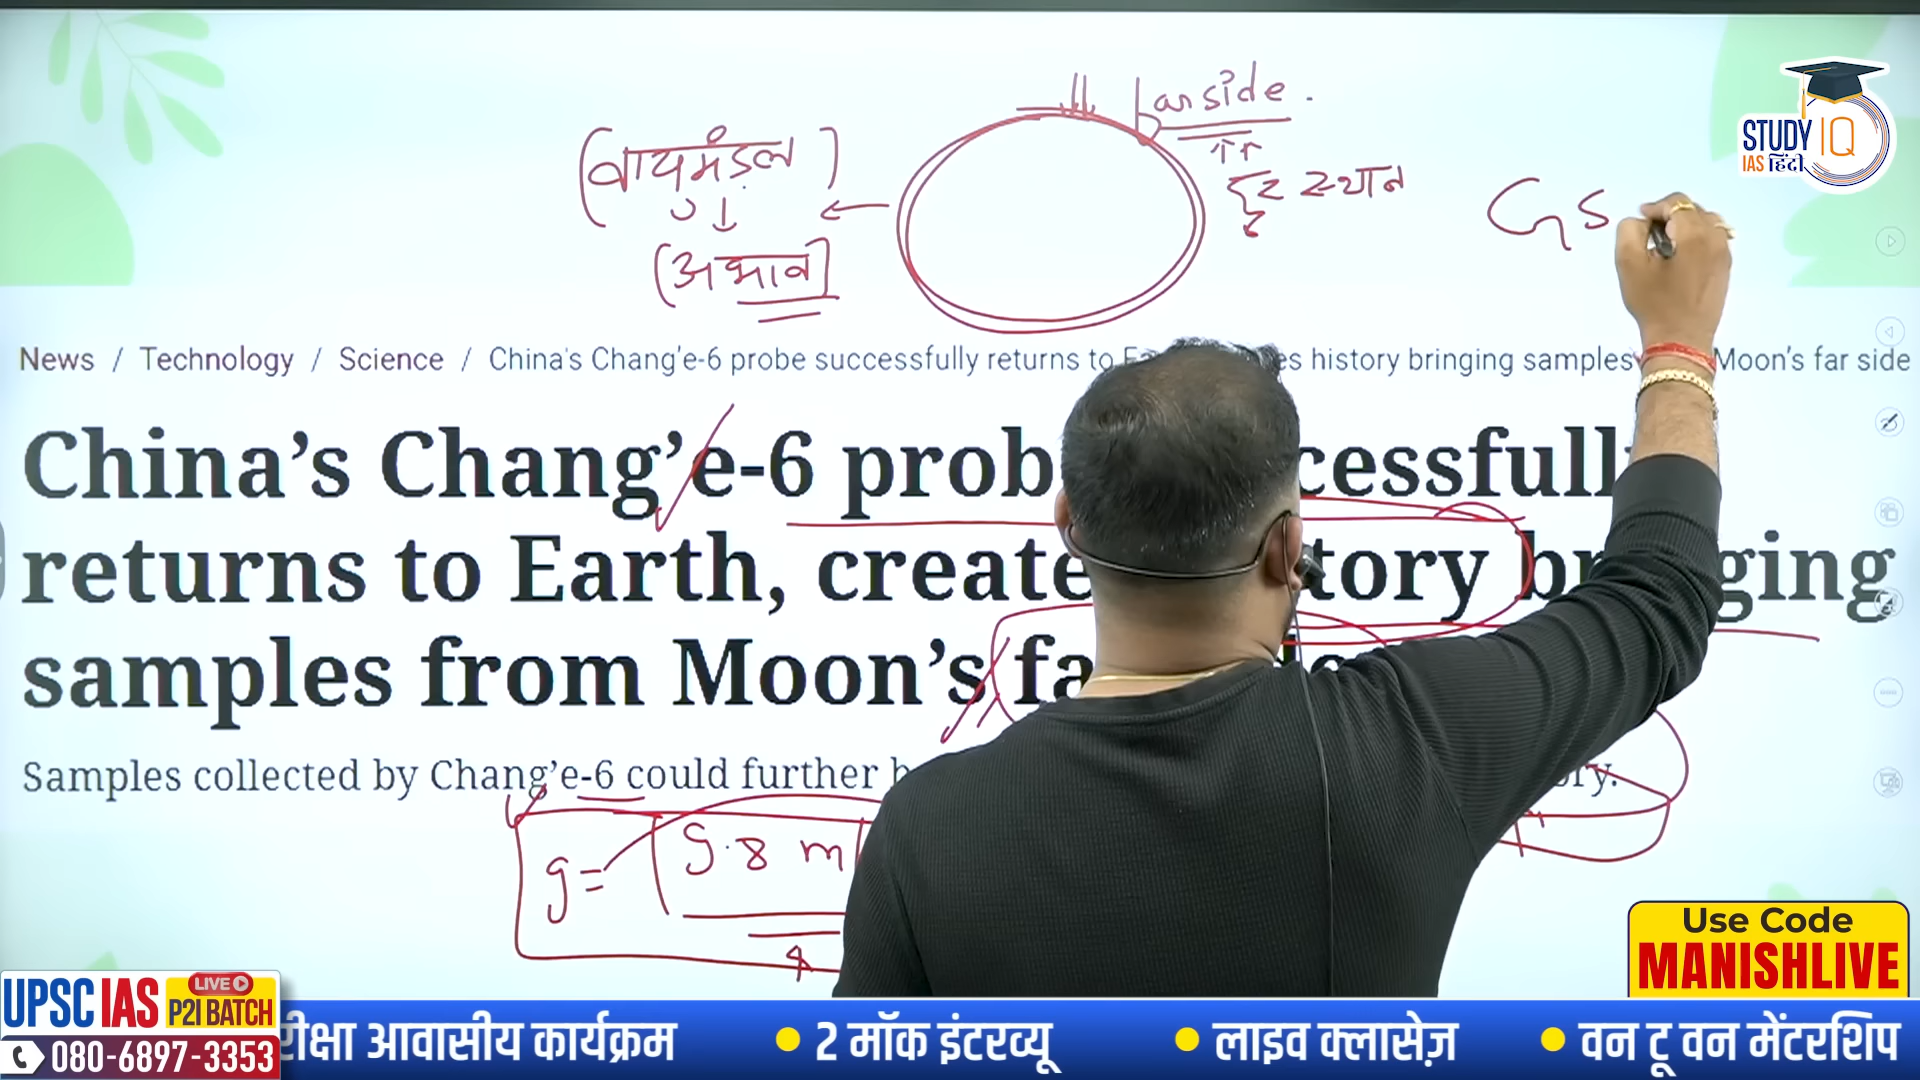 far side.
(वायुमंडल)
दूर स्थान
(अभाव)
GS
STUDY IQ
IAS हिंदी
News / Technology / Science / China's Chang'e-6 probe successfully returns to es history bringing samples Moon's far side
China’s Chang’e-6 prob cessfull
returns to Earth, create tory b ging
samples from Moon’s fa
Samples collected by Chang’e-6 could further ry.
g = 9.8 m
Use Code
MANISHLIVE
LIVE
UPSC IAS P2I BATCH
080-6897-3353
रीक्षा आवासीय कार्यक्रम 2 मॉक इंटरव्यू लाइव क्लासेज़ वन टू वन मेंटरशिप